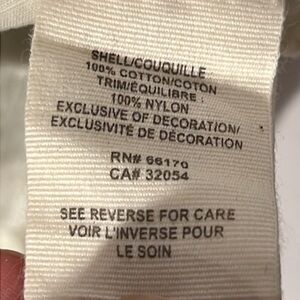 SHELL/COUQUILLE
100% COTTON/COTON
TRIM/ÉQUILIBRE
100% NYLON
EXCLUSIVE OF DECORATION/
EXCLUSIVITÉ DE DÉCORATION
RN# 66170
CA# 32054
SEE REVERSE FOR CARE
VOIR L'INVERSE POUR
LE SOIN